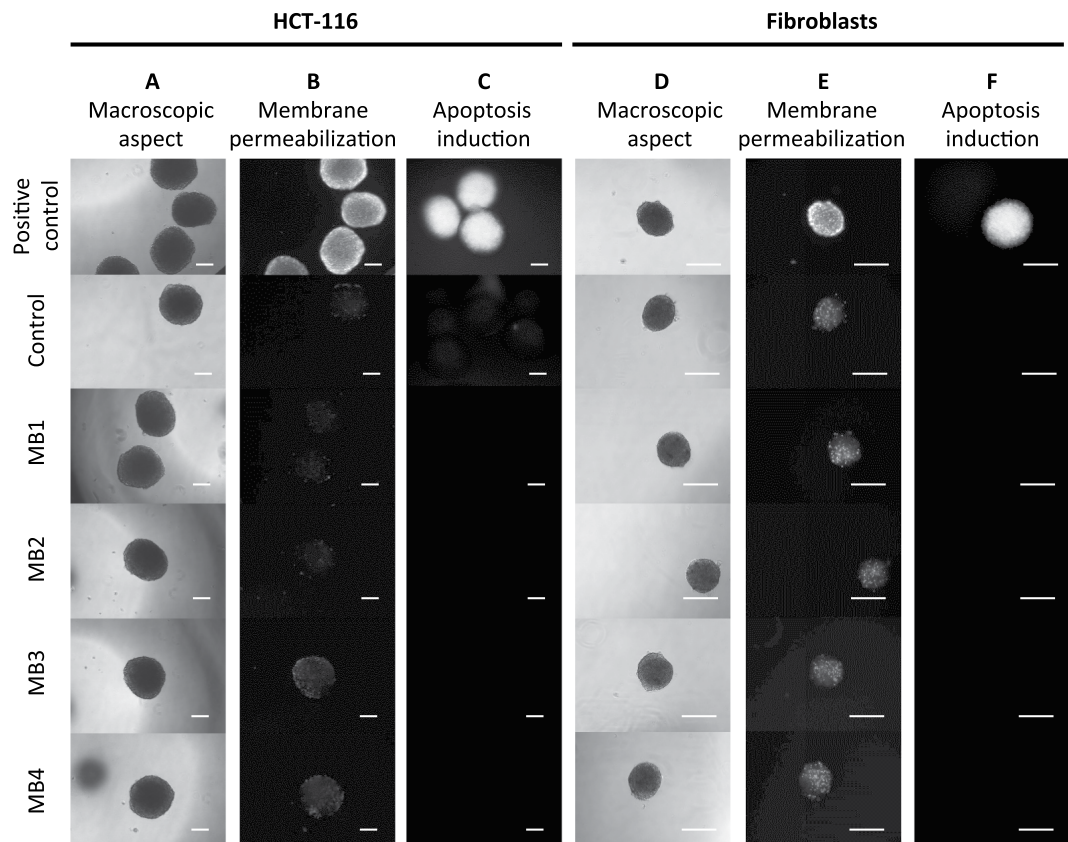 HCT-116
Fibroblasts
A
Macroscopic
aspect
B
Membrane
permeabilization
C
Apoptosis
induction
D
Macroscopic
aspect
E
Membrane
permeabilization
F
Apoptosis
induction
Positive
control
Control
MB1
MB2
MB3
MB4